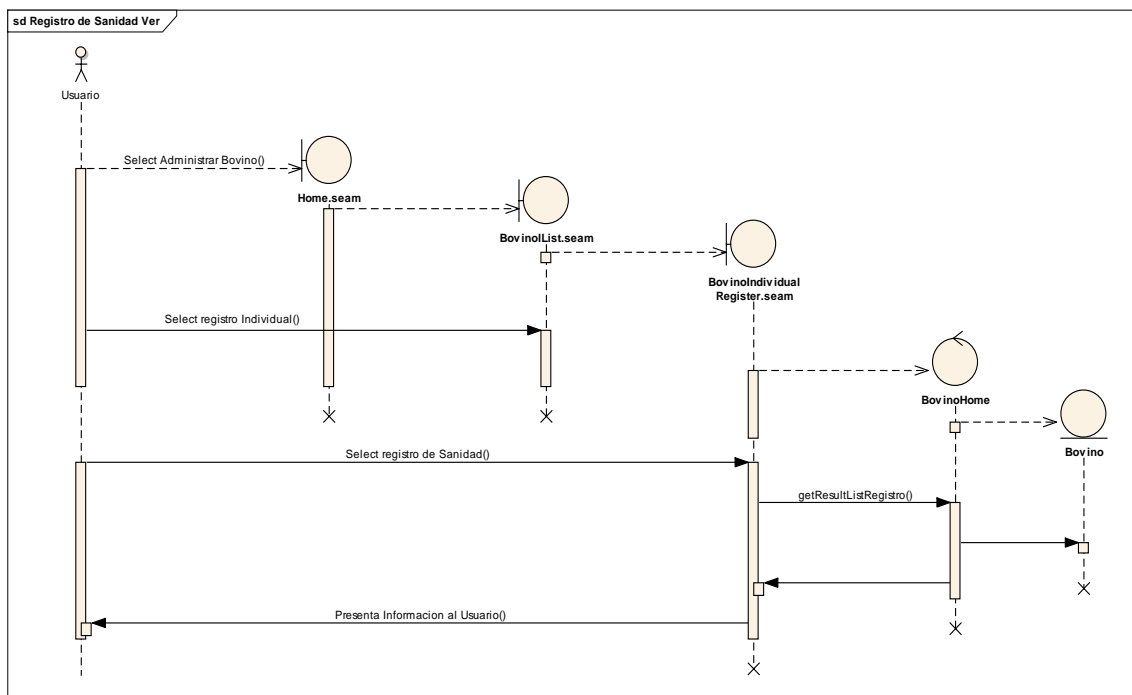 sd Registro de Sanidad Ver
Usuario
Select Administrar Bovino()
Home.seam
BovinolList.seam
BovinoIndividual
Register.seam
Select registro Individual()
BovinoHome
Bovino
Select registro de Sanidad()
getResultListRegistro()
Presenta Informacion al Usuario()